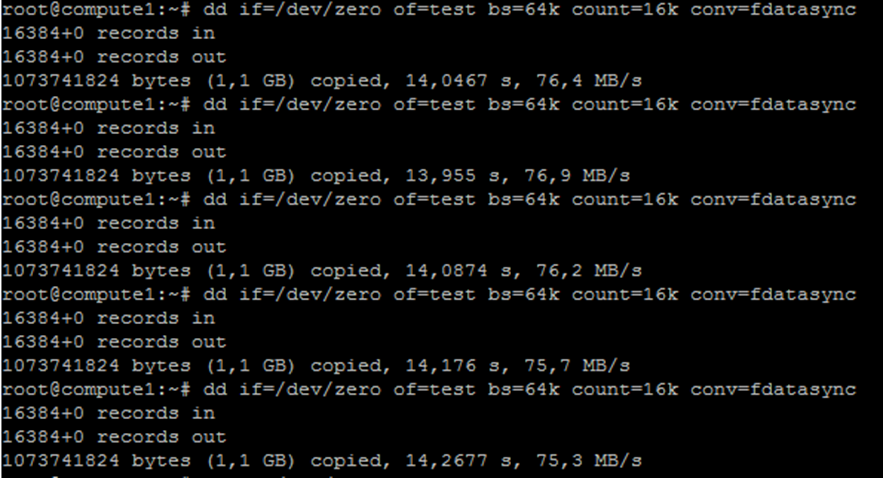 root@compute1:~# dd if=/dev/zero of=test bs=64k count=16k conv=fdatasync
16384+0 records in
16384+0 records out
1073741824 bytes (1,1 GB) copied, 14,0467 s, 76,4 MB/s
root@compute1:~# dd if=/dev/zero of=test bs=64k count=16k conv=fdatasync
16384+0 records in
16384+0 records out
1073741824 bytes (1,1 GB) copied, 13,955 s, 76,9 MB/s
root@compute1:~# dd if=/dev/zero of=test bs=64k count=16k conv=fdatasync
16384+0 records in
16384+0 records out
1073741824 bytes (1,1 GB) copied, 14,0874 s, 76,2 MB/s
root@compute1:~# dd if=/dev/zero of=test bs=64k count=16k conv=fdatasync
16384+0 records in
16384+0 records out
1073741824 bytes (1,1 GB) copied, 14,176 s, 75,7 MB/s
root@compute1:~# dd if=/dev/zero of=test bs=64k count=16k conv=fdatasync
16384+0 records in
16384+0 records out
1073741824 bytes (1,1 GB) copied, 14,2677 s, 75,3 MB/s